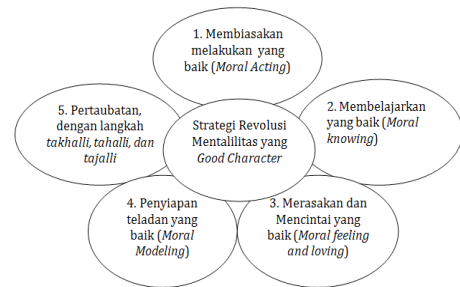 1. Membiasakan
melakukan yang
baik (Moral Acting)
2. Membelajarkan
yang baik (Moral
knowing)
3. Merasakan dan
Mencintai yang
baik (Moral feeling
and loving)
4. Penyiapan
teladan yang
baik (Moral
Modeling)
5. Pertaubatan,
dengan langkah
takhalli, tahalli, dan
tajalli
Strategi Revolusi
Mentalilitas yang
Good Character